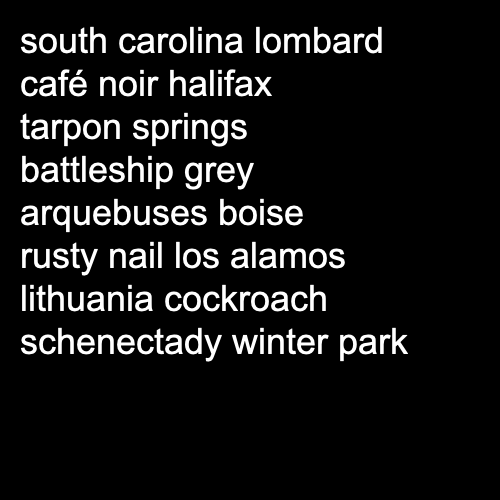 south carolina lombard
café noir halifax
tarpon springs
battleship grey
arquebuses boise
rusty nail los alamos
lithuania cockroach
schenectady winter park